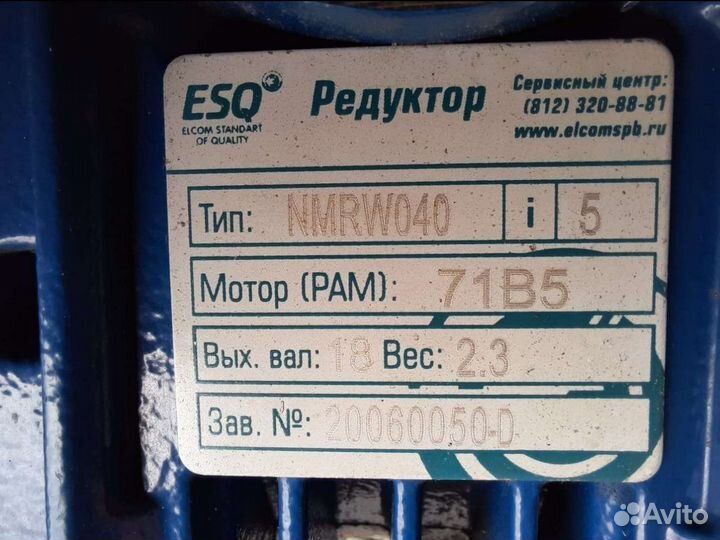 ESQ
ELCOM STANDART
OF QUALITY
Редуктор
Сервисный центр:
(812) 320-88-81
www.elcomspb.ru
Тип: NMRW040 i 5
Мотор (PAM): 71B5
Вых. вал: 18 Вес: 2.3
Зав. №: 20060050-D
Avito